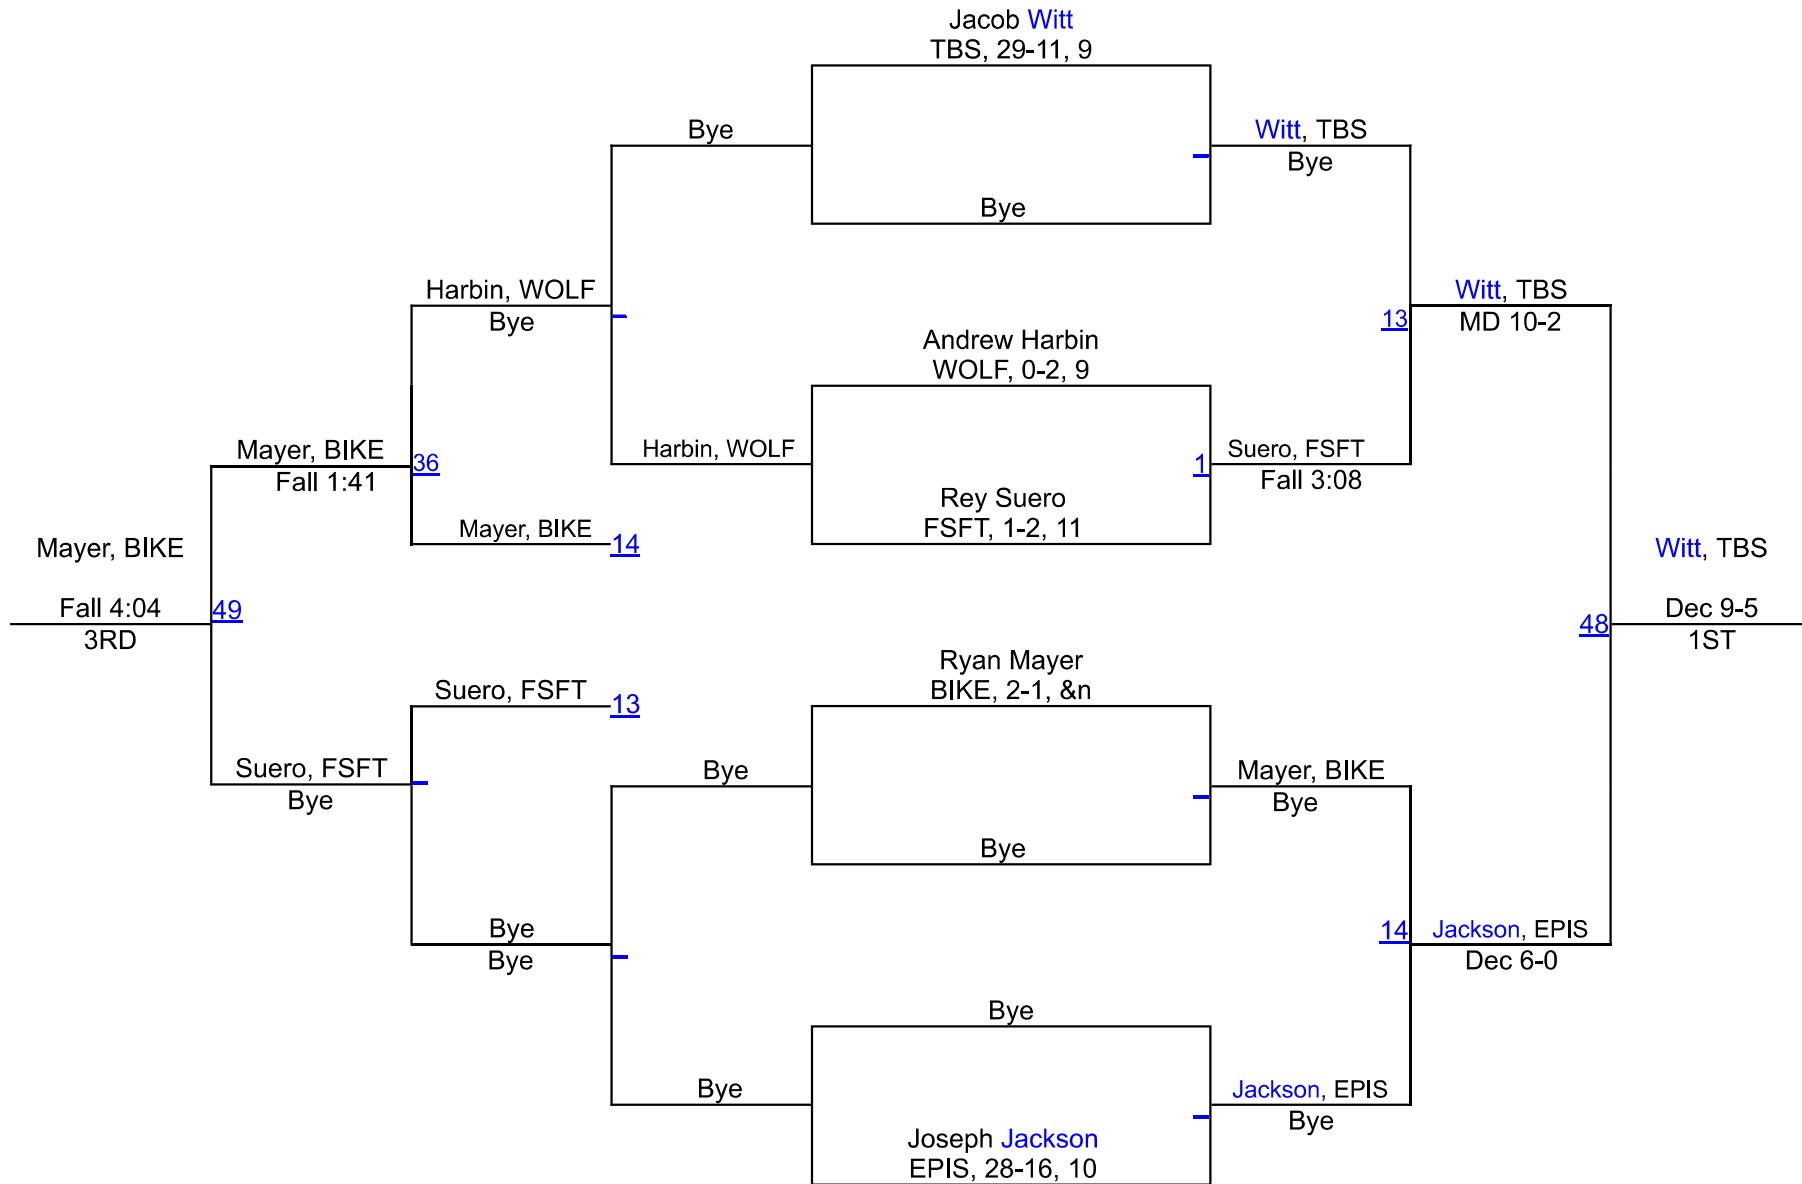 Jacob Witt
TBS, 29-11, 9
Bye
Witt, TBS
Bye
Bye
Harbin, WOLF
Bye
Witt, TBS
MD 10-2
13
Andrew Harbin
WOLF, 0-2, 9
Harbin, WOLF
1
Suero, FSFT
Fall 3:08
Mayer, BIKE
Fall 1:41
36
Rey Suero
FSFT, 1-2, 11
Mayer, BIKE
14
Mayer, BIKE
Fall 4:04
3RD
49
Witt, TBS
Dec 9-5
1ST
48
Ryan Mayer
BIKE, 2-1, &n
Suero, FSFT
13
Suero, FSFT
Bye
Bye
Mayer, BIKE
Bye
Bye
Bye
Bye
14
Jackson, EPIS
Dec 6-0
Bye
Bye
Jackson, EPIS
Bye
Joseph Jackson
EPIS, 28-16, 10